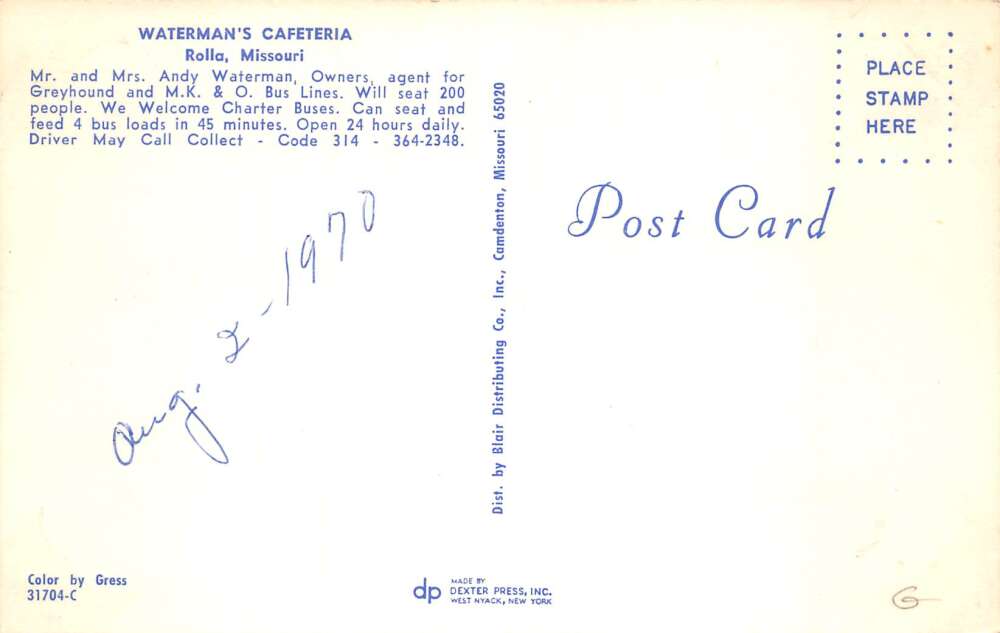 WATERMAN'S CAFETERIA
Rolla, Missouri
Mr. and Mrs. Andy Waterman, Owners, agent for
Greyhound and M.K. & O. Bus Lines. Will seat 200
people. We Welcome Charter Buses. Can seat and
feed 4 bus loads in 45 minutes. Open 24 hours daily.
Driver May Call Collect - Code 314 - 364-2348.
Aug. 2 - 1970
Color by Gress
31704-C
Dist. by Blair Distributing Co., Inc., Camdenton, Missouri 65020
dp
MADE BY
DEXTER PRESS, INC.
WEST NYACK, NEW YORK
PLACE
STAMP
HERE
Post Card
G